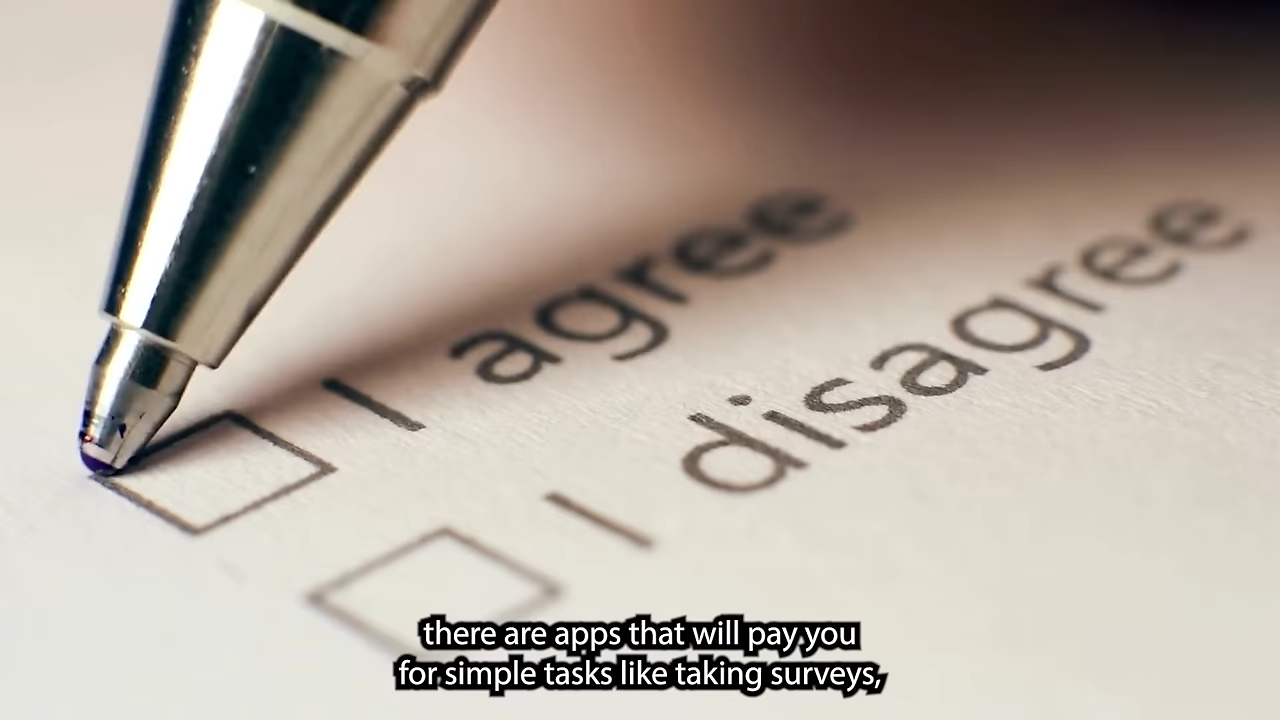 I agree
I disagree
there are apps that will pay you
for simple tasks like taking surveys,